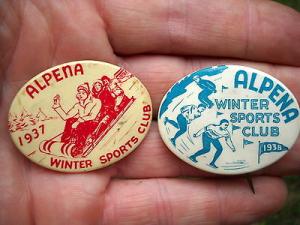 ALPENA
1937
WINTER SPORTS CLUB
ALPENA
WINTER
SPORTS
CLUB
1938